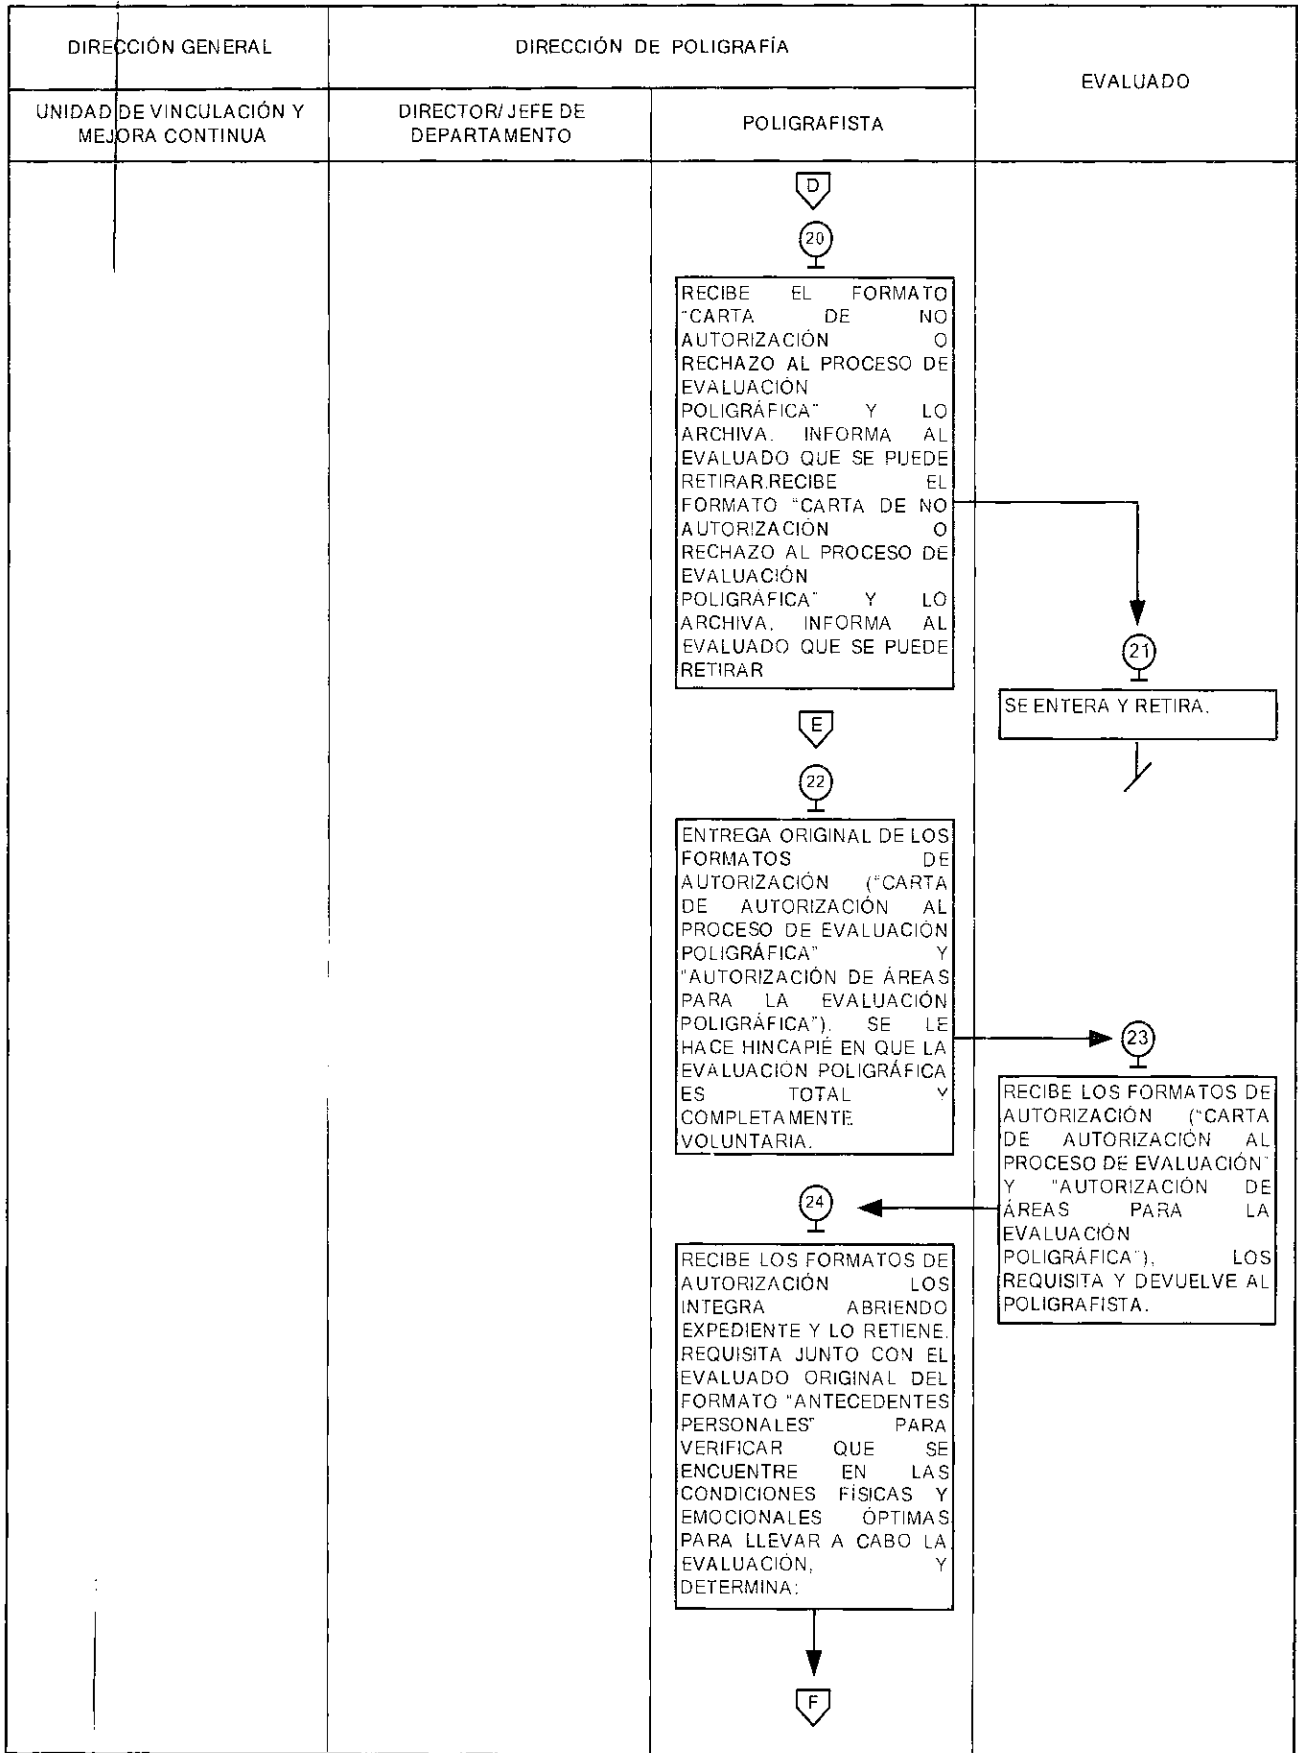 DIRECCIÓN GENERAL
DIRECCIÓN DE POLIGRAFÍA
EVALUADO
UNIDAD DE VINCULACIÓN Y
MEJORA CONTINUA
DIRECTOR/JEFE DE
DEPARTAMENTO
POLIGRAFISTA
D
20
RECIBE EL FORMATO
"CARTA DE NO
AUTORIZACIÓN O
RECHAZO AL PROCESO DE
EVALUACIÓN
POLIGRÁFICA" Y LO
ARCHIVA. INFORMA AL
EVALUADO QUE SE PUEDE
RETIRAR.RECIBE EL
FORMATO "CARTA DE NO
AUTORIZACIÓN O
RECHAZO AL PROCESO DE
EVALUACIÓN
POLIGRÁFICA" Y LO
ARCHIVA. INFORMA AL
EVALUADO QUE SE PUEDE
RETIRAR
21
SE ENTERA Y RETIRA.
E
22
ENTREGA ORIGINAL DE LOS
FORMATOS DE
AUTORIZACIÓN ("CARTA
DE AUTORIZACIÓN AL
PROCESO DE EVALUACIÓN
POLIGRÁFICA" Y
"AUTORIZACIÓN DE ÁREAS
PARA LA EVALUACIÓN
POLIGRÁFICA"). SE LE
HACE HINCAPIÉ EN QUE LA
EVALUACIÓN POLIGRÁFICA
ES TOTAL Y
COMPLETAMENTE
VOLUNTARIA.
23
RECIBE LOS FORMATOS DE
AUTORIZACIÓN ("CARTA
DE AUTORIZACIÓN AL
PROCESO DE EVALUACIÓN"
Y "AUTORIZACIÓN DE
ÁREAS PARA LA
EVALUACIÓN
POLIGRÁFICA"), LOS
REQUISITA Y DEVUELVE AL
POLIGRAFISTA.
24
RECIBE LOS FORMATOS DE
AUTORIZACIÓN LOS
INTEGRA ABRIENDO
EXPEDIENTE Y LO RETIENE.
REQUISITA JUNTO CON EL
EVALUADO ORIGINAL DEL
FORMATO "ANTECEDENTES
PERSONALES" PARA
VERIFICAR QUE SE
ENCUENTRE EN LAS
CONDICIONES FÍSICAS Y
EMOCIONALES ÓPTIMAS
PARA LLEVAR A CABO LA
EVALUACIÓN, Y
DETERMINA:
F